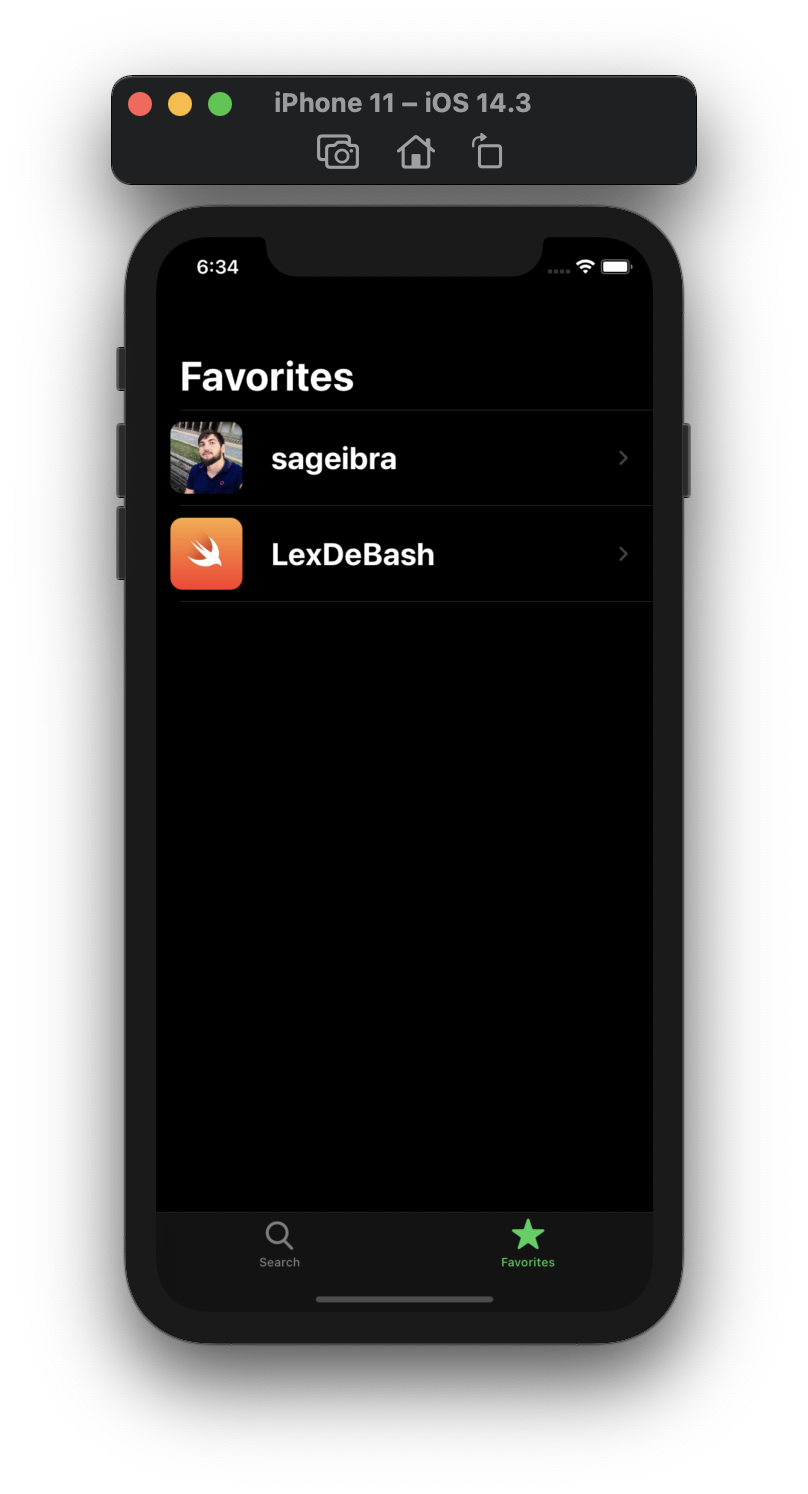 iPhone 11 – iOS 14.3
6:34
Favorites
sageibra
LexDeBash
Search
Favorites